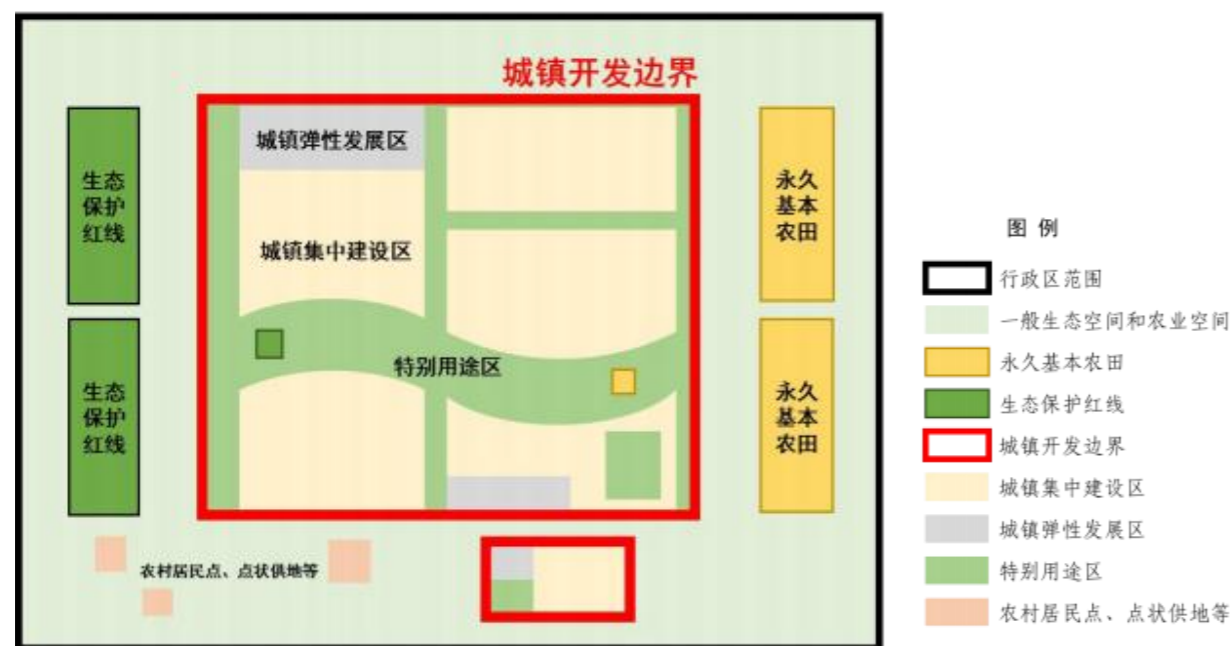 城镇开发边界
城镇弹性发展区
生态
保护
红线
永久
基本
农田
城镇集中建设区
特别用途区
生态
保护
红线
永久
基本
农田
农村居民点、点状供地等
图例
行政区范围
一般生态空间和农业空间
永久基本农田
生态保护红线
城镇开发边界
城镇集中建设区
城镇弹性发展区
特别用途区
农村居民点、点状供地等